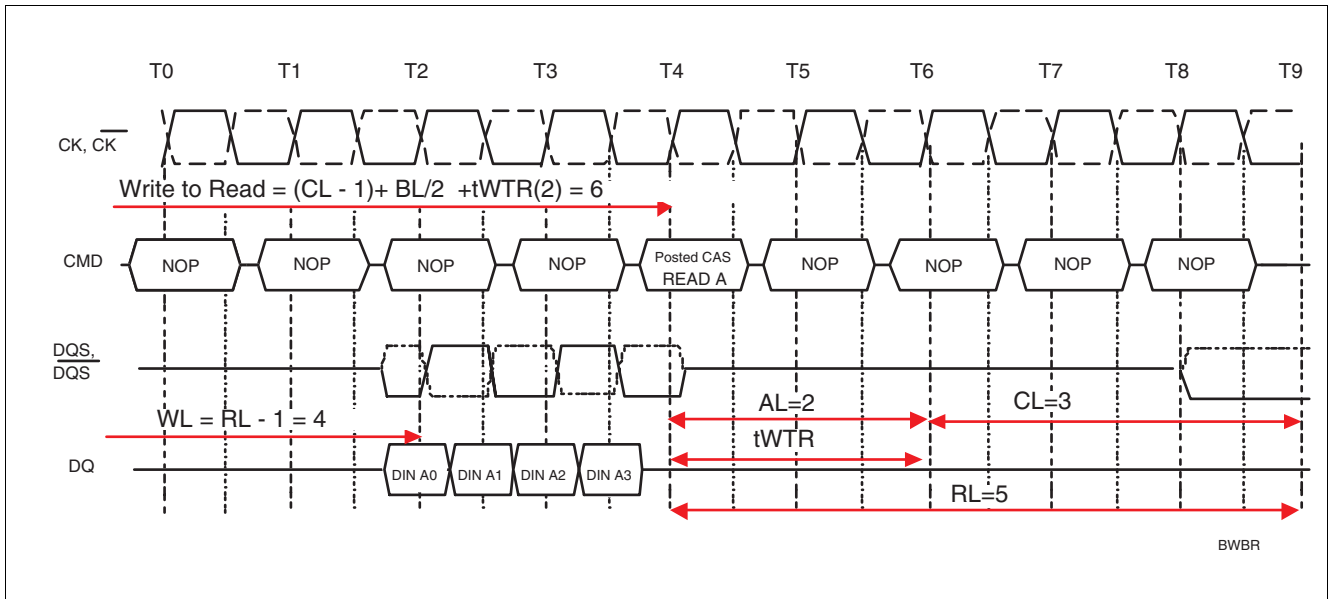 T0 T1 T2 T3 T4 T5 T6 T7 T8 T9
CK, CK
Write to Read = (CL - 1)+ BL/2 +tWTR(2) = 6
CMD NOP NOP NOP NOP Posted CAS READ A NOP NOP NOP NOP
DQS,
DQS
WL = RL - 1 = 4
AL=2 CL=3
tWTR
DQ DIN A0 DIN A1 DIN A2 DIN A3
RL=5
BWBR